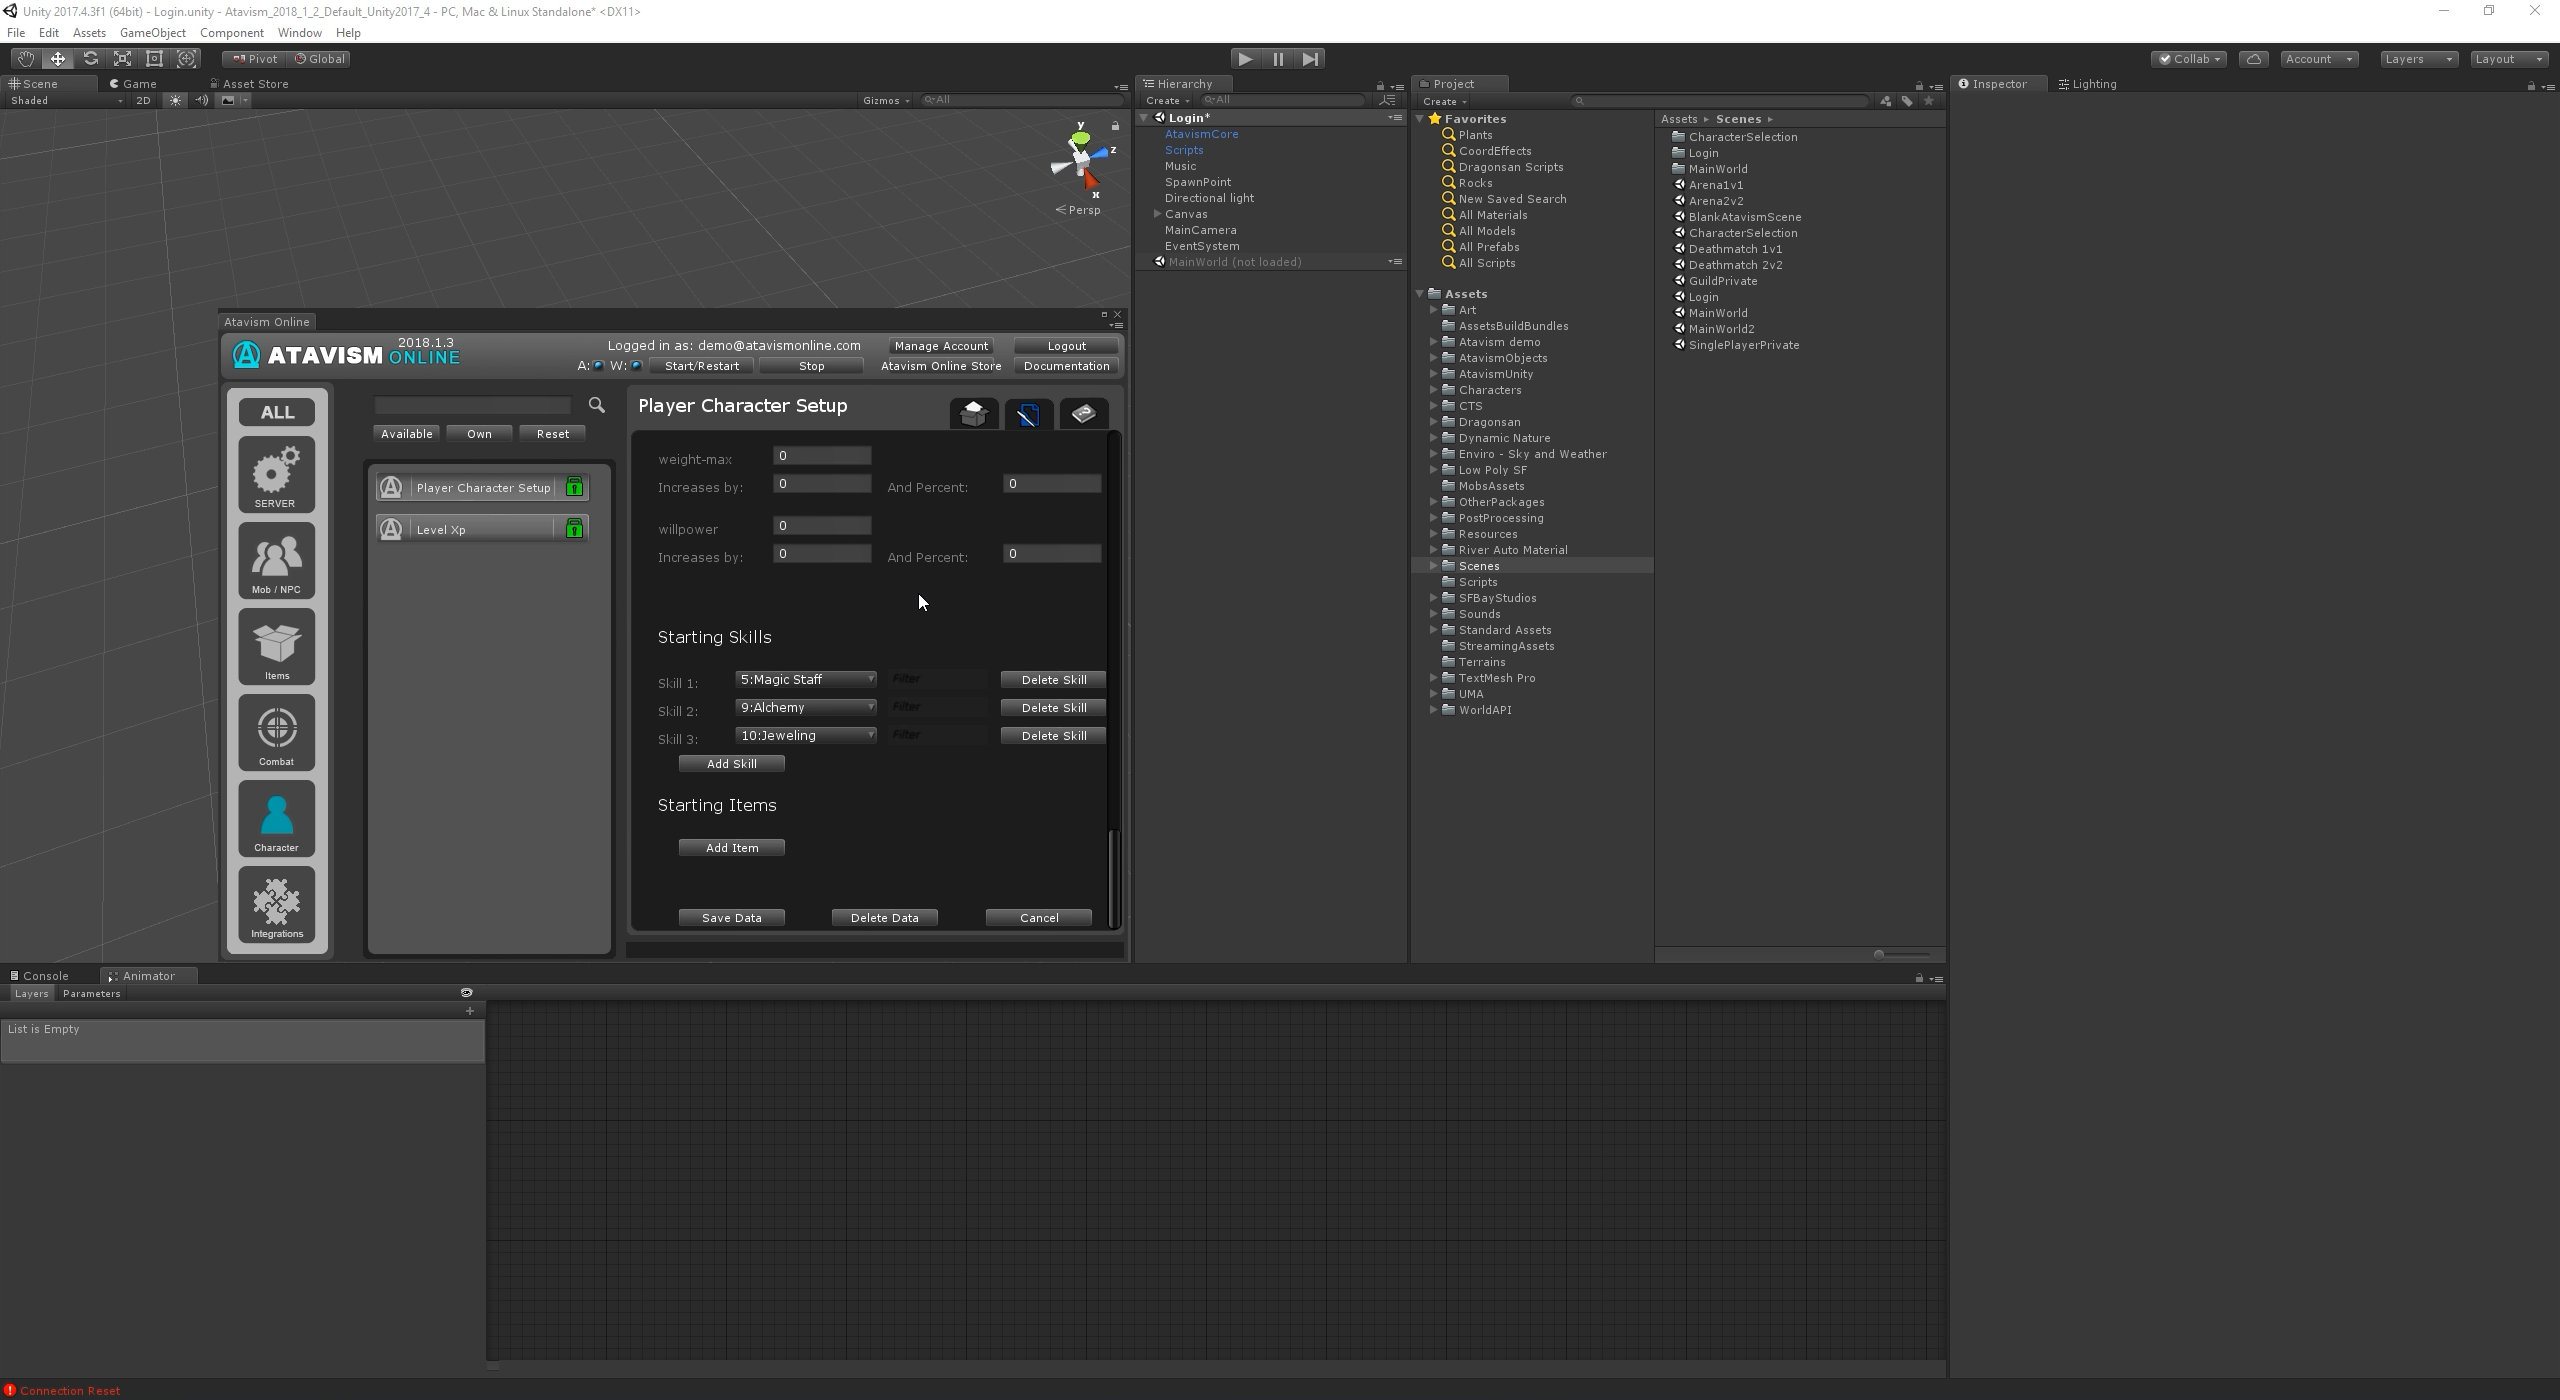 Unity 2017.4.3f1 (64bit) - Login.unity - Atavism_2018_1_2_Default_Unity2017_4 - PC, Mac & Linux Standalone* <DX11>
File Edit Assets GameObject Component Window Help
Pivot Global
Collab Account Layers Layout
Scene Game Asset Store
Shaded 2D Gizmos All
y
z
x
Persp
Atavism Online
ATAVISM ONLINE 2018.1.3
Logged in as: demo@atavismonline.com Manage Account Logout
A: W: Start/Restart Stop Atavism Online Store Documentation
ALL
SERVER
Mob / NPC
Items
Combat
Character
Integrations
Available Own Reset
Player Character Setup
Level Xp
Player Character Setup
weight-max 0
Increases by: 0 And Percent: 0
willpower 0
Increases by: 0 And Percent: 0
Starting Skills
Skill 1: 5:Magic Staff Filter Delete Skill
Skill 2: 9:Alchemy Filter Delete Skill
Skill 3: 10:Jeweling Filter Delete Skill
Add Skill
Starting Items
Add Item
Save Data Delete Data Cancel
Hierarchy
Create All
Login*
AtavismCore
Scripts
Music
SpawnPoint
Directional light
Canvas
MainCamera
EventSystem
MainWorld (not loaded)
Project
Create
Favorites
Plants
CoordEffects
Dragonsan Scripts
Rocks
New Saved Search
All Materials
All Models
All Prefabs
All Scripts
Assets
Art
AssetsBuildBundles
Atavism demo
AtavismObjects
AtavismUnity
Characters
CTS
Dragonsan
Dynamic Nature
Enviro - Sky and Weather
Low Poly SF
MobsAssets
OtherPackages
PostProcessing
Resources
River Auto Material
Scenes
Scripts
SFBayStudios
Sounds
Standard Assets
StreamingAssets
Terrains
TextMesh Pro
UMA
WorldAPI
Assets Scenes
CharacterSelection
Login
MainWorld
Arena1v1
Arena2v2
BlankAtavismScene
CharacterSelection
Deathmatch 1v1
Deathmatch 2v2
GuildPrivate
Login
MainWorld
MainWorld2
SinglePlayerPrivate
Inspector Lighting
Console Animator
Layers Parameters
List is Empty
Connection Reset